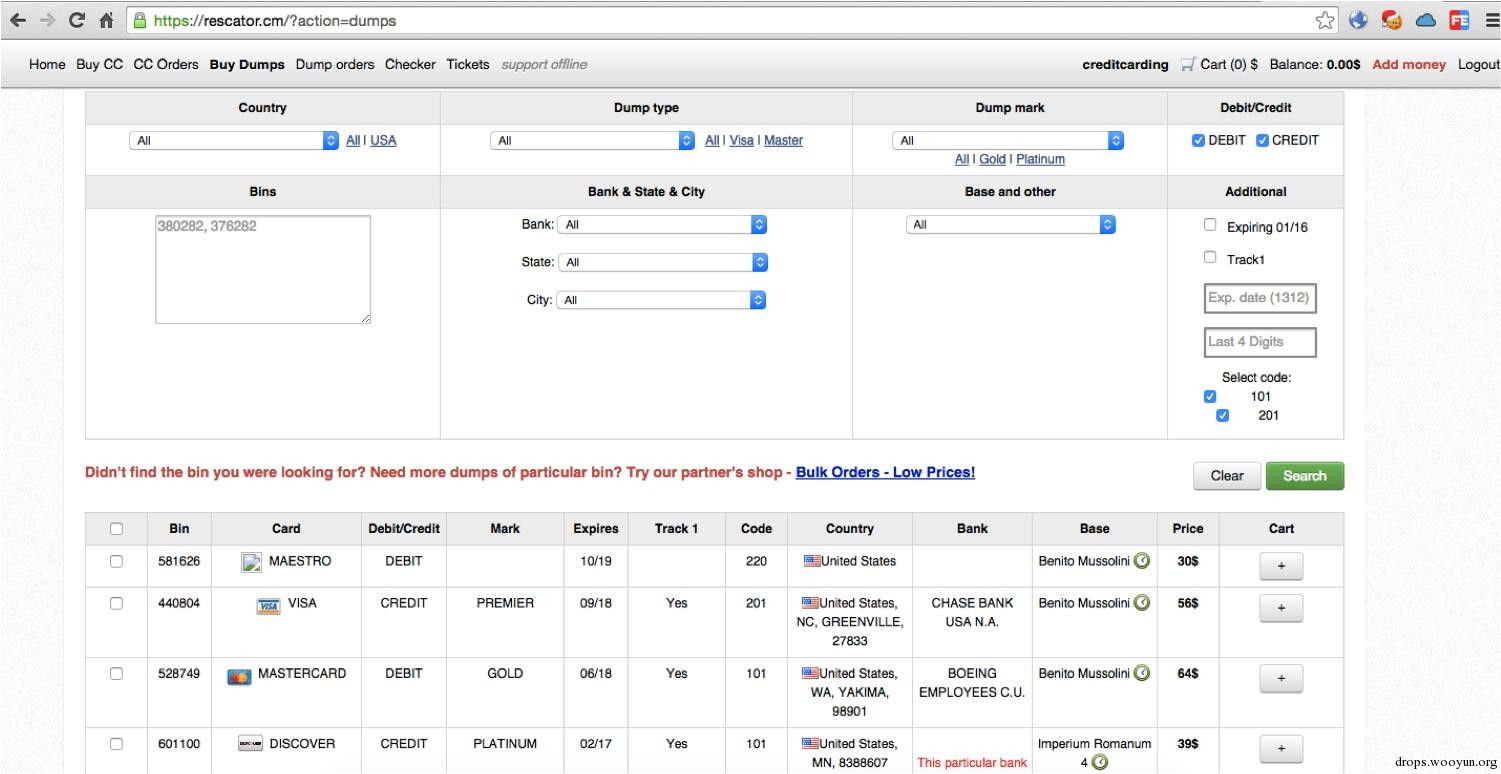 https://rescator.cm/?action=dumps
Home Buy CC CC Orders Buy Dumps Dump orders Checker Tickets support offline creditcarding Cart (0) $ Balance: 0.00$ Add money Logout
Country Dump type Dump mark Debit/Credit
All All | USA All All | Visa | Master All DEBIT CREDIT
All | Gold | Platinum
Bins Bank & State & City Base and other Additional
380282, 376282 Bank: All All Expiring 01/16
State: All Track1
City: All Exp. date (1312)
Last 4 Digits
Select code:
101
201
Didn't find the bin you were looking for? Need more dumps of particular bin? Try our partner's shop - Bulk Orders - Low Prices! Clear Search
Bin Card Debit/Credit Mark Expires Track 1 Code Country Bank Base Price Cart
581626 MAESTRO DEBIT 10/19 220 United States Benito Mussolini 30$ +
440804 VISA VISA CREDIT PREMIER 09/18 Yes 201 United States, CHASE BANK Benito Mussolini 56$ +
NC, GREENVILLE, USA N.A.
27833
528749 MASTERCARD DEBIT GOLD 06/18 Yes 101 United States, BOEING Benito Mussolini 64$ +
WA, YAKIMA, EMPLOYEES C.U.
98901
601100 DISCOVER DISCOVER CREDIT PLATINUM 02/17 Yes 101 United States, Imperium Romanum 39$ +
MN, 8388607 This particular bank 4
drops.wooyun.org